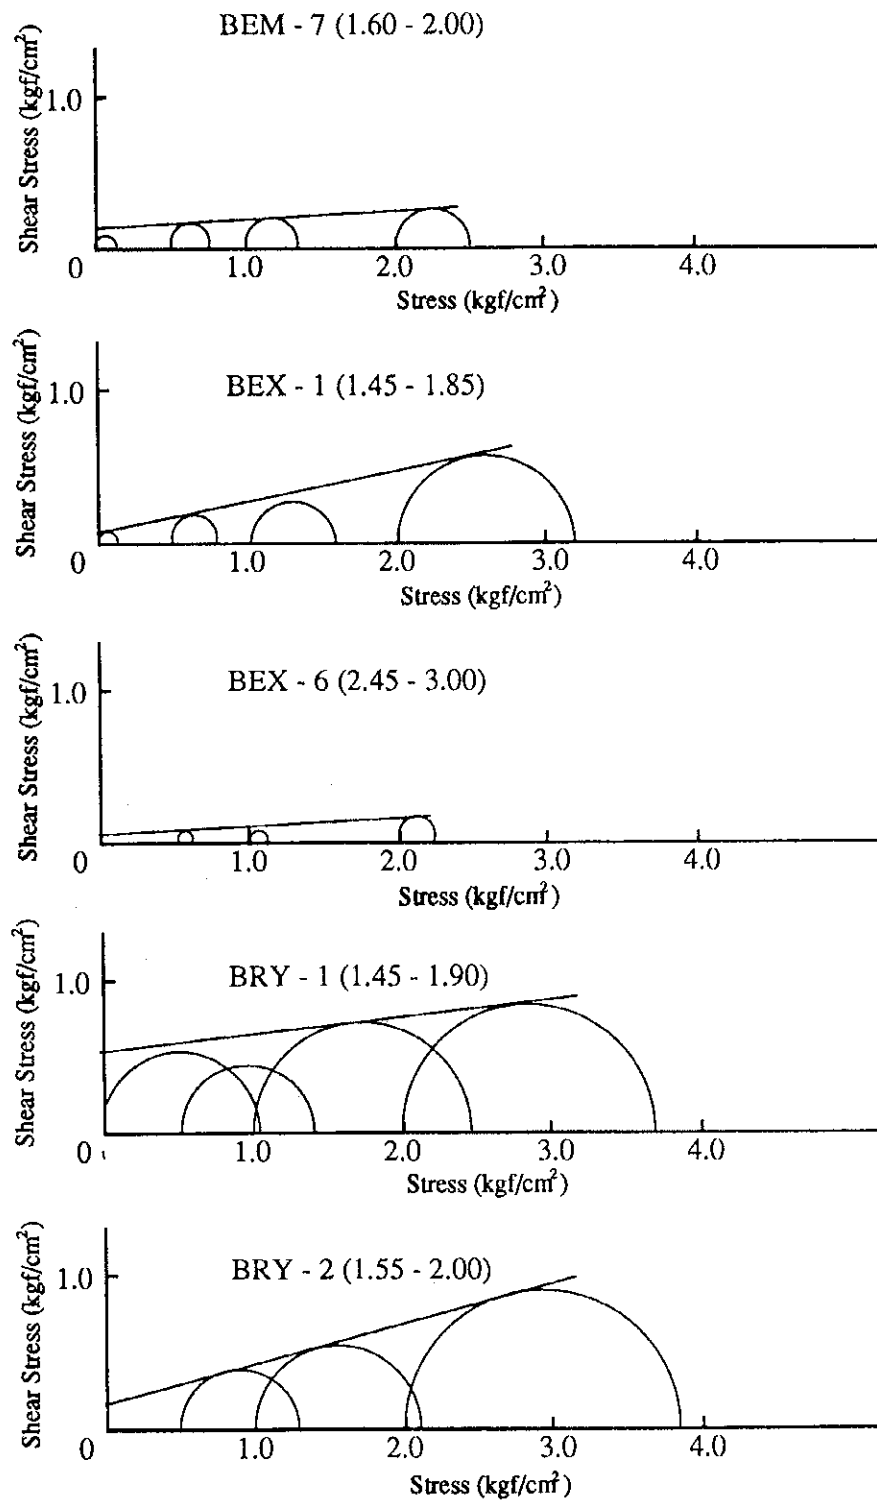 BEM - 7 (1.60 - 2.00)
Shear Stress (kgf/cm²)
1.0
0
1.0
2.0
3.0
4.0
Stress (kgf/cm²)
BEX - 1 (1.45 - 1.85)
Shear Stress (kgf/cm²)
1.0
0
1.0
2.0
3.0
4.0
Stress (kgf/cm²)
BEX - 6 (2.45 - 3.00)
Shear Stress (kgf/cm²)
1.0
0
1.0
2.0
3.0
4.0
Stress (kgf/cm²)
BRY - 1 (1.45 - 1.90)
Shear Stress (kgf/cm²)
1.0
0
1.0
2.0
3.0
4.0
Stress (kgf/cm²)
BRY - 2 (1.55 - 2.00)
Shear Stress (kgf/cm²)
1.0
0
1.0
2.0
3.0
4.0
Stress (kgf/cm²)